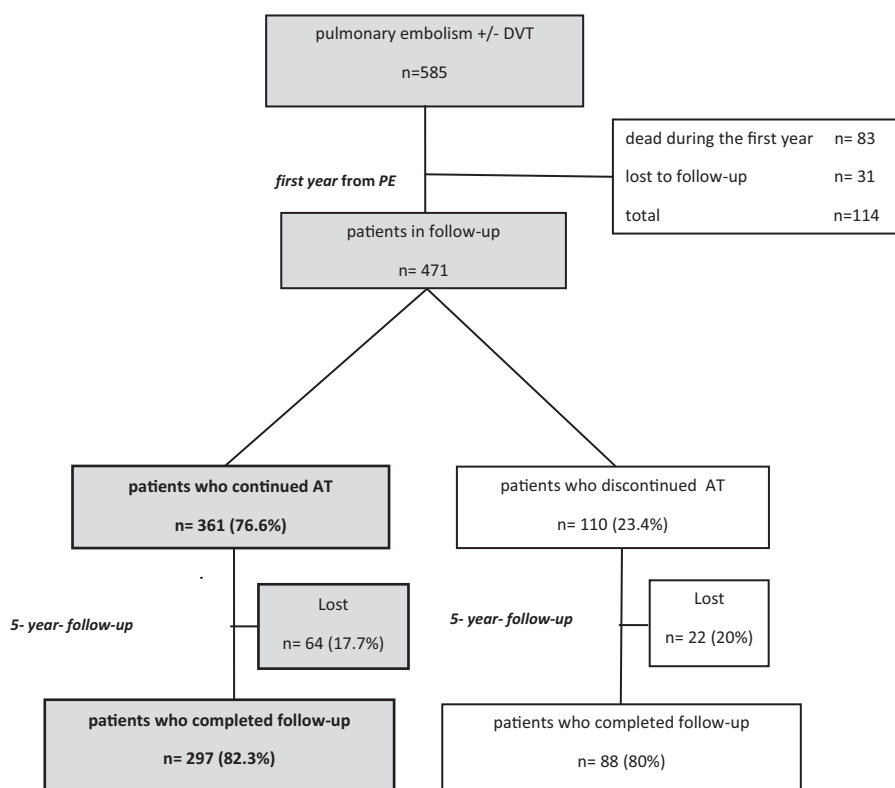 pulmonary embolism +/- DVT
n=585
dead during the first year n= 83
lost to follow-up n= 31
total n=114
first year from PE
patients in follow-up
n= 471
patients who continued AT
n= 361 (76.6%)
patients who discontinued AT
n= 110 (23.4%)
5- year- follow-up
Lost
n= 64 (17.7%)
5- year- follow-up
Lost
n= 22 (20%)
patients who completed follow-up
n= 297 (82.3%)
patients who completed follow-up
n= 88 (80%)